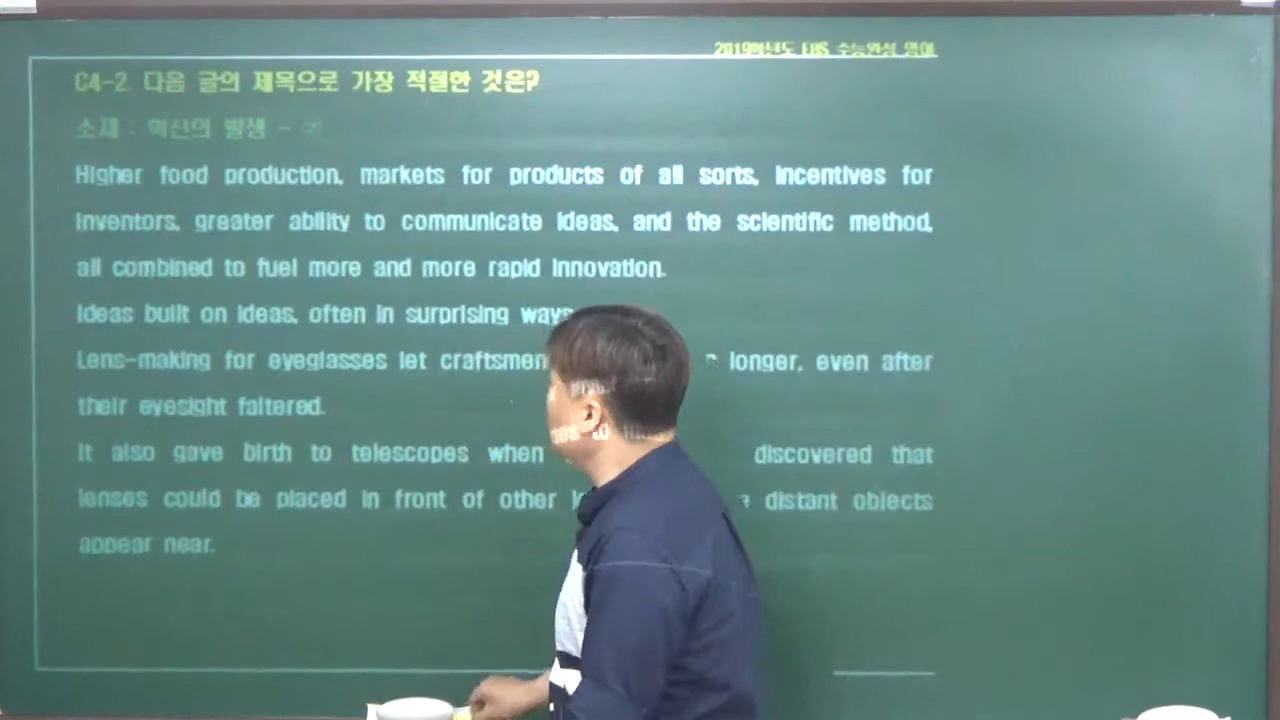 2019학년도 EBS 수능완성 영어
C4-2. 다음 글의 제목으로 가장 적절한 것은?
소재 : 혁신의 발생 -
Higher food production, markets for products of all sorts, incentives for
inventors, greater ability to communicate ideas, and the scientific method,
all combined to fuel more and more rapid innovation.
Ideas built on ideas, often in surprising ways
Lens-making for eyeglasses let craftsmen longer, even after
their eyesight faltered.
It also gave birth to telescopes when discovered that
lenses could be placed in front of other distant objects
appear near.